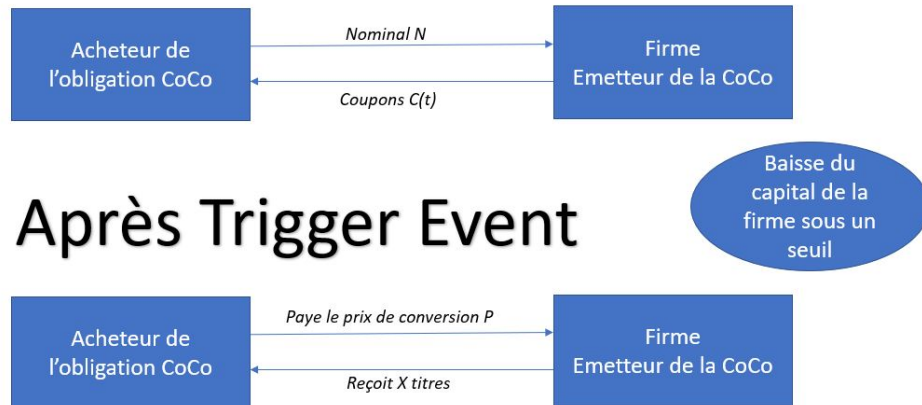 Acheteur de
l'obligation CoCo
Nominal N
Coupons C(t)
Firme
Emetteur de la CoCo
Après Trigger Event
Baisse du
capital de la
firme sous un
seuil
Acheteur de
l'obligation CoCo
Paye le prix de conversion P
Reçoit X titres
Firme
Emetteur de la CoCo